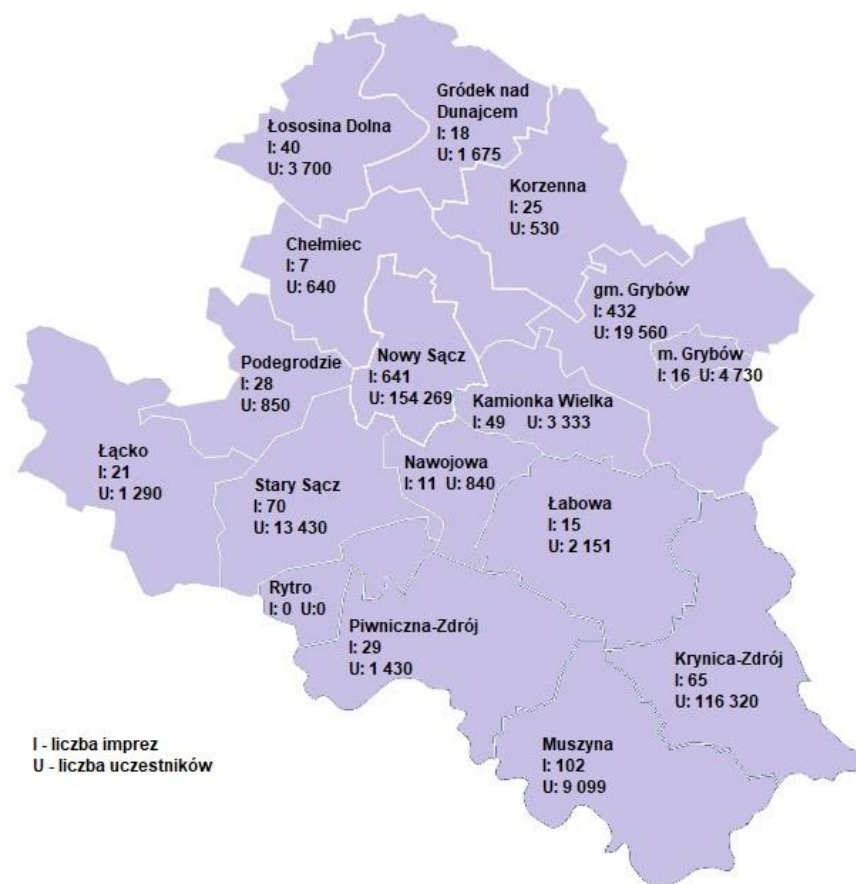 Łososina Dolna
I: 40
U: 3 700
Gródek nad
Dunajcem
I: 18
U: 1 675
Korzenna
I: 25
U: 530
Chełmiec
I: 7
U: 640
gm. Grybów
I: 432
U: 19 560
m. Grybów
I: 16 U: 4 730
Podegrodzie
I: 28
U: 850
Nowy Sącz
I: 641
U: 154 269
Kamionka Wielka
I: 49 U: 3 333
Łącko
I: 21
U: 1 290
Stary Sącz
I: 70
U: 13 430
Nawojowa
I: 11 U: 840
Łabowa
I: 15
U: 2 151
Rytro
I: 0 U:0
Piwniczna-Zdrój
I: 29
U: 1 430
Krynica-Zdrój
I: 65
U: 116 320
Muszyna
I: 102
U: 9 099
I - liczba imprez
U - liczba uczestników